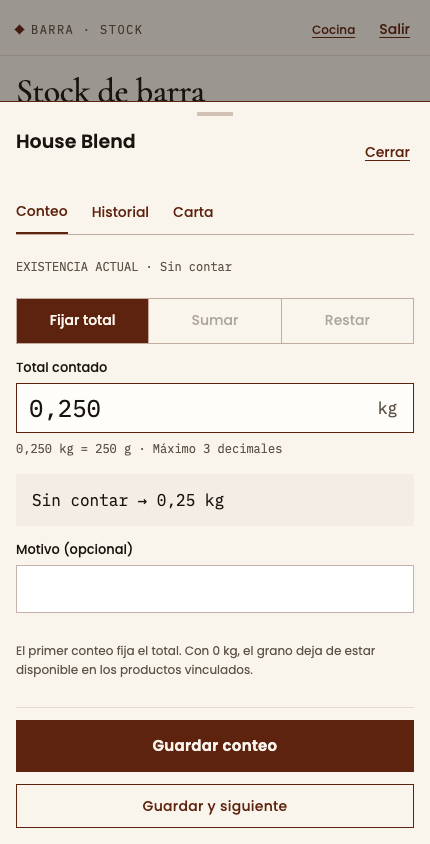 BARRA · STOCK
Cocina
Salir
Stock de barra
House Blend
Cerrar
Conteo
Historial
Carta
EXISTENCIA ACTUAL · Sin contar
Fijar total
Sumar
Restar
Total contado
0,250
kg
0,250 kg = 250 g · Máximo 3 decimales
Sin contar → 0,25 kg
Motivo (opcional)
El primer conteo fija el total. Con 0 kg, el grano deja de estar
disponible en los productos vinculados.
Guardar conteo
Guardar y siguiente